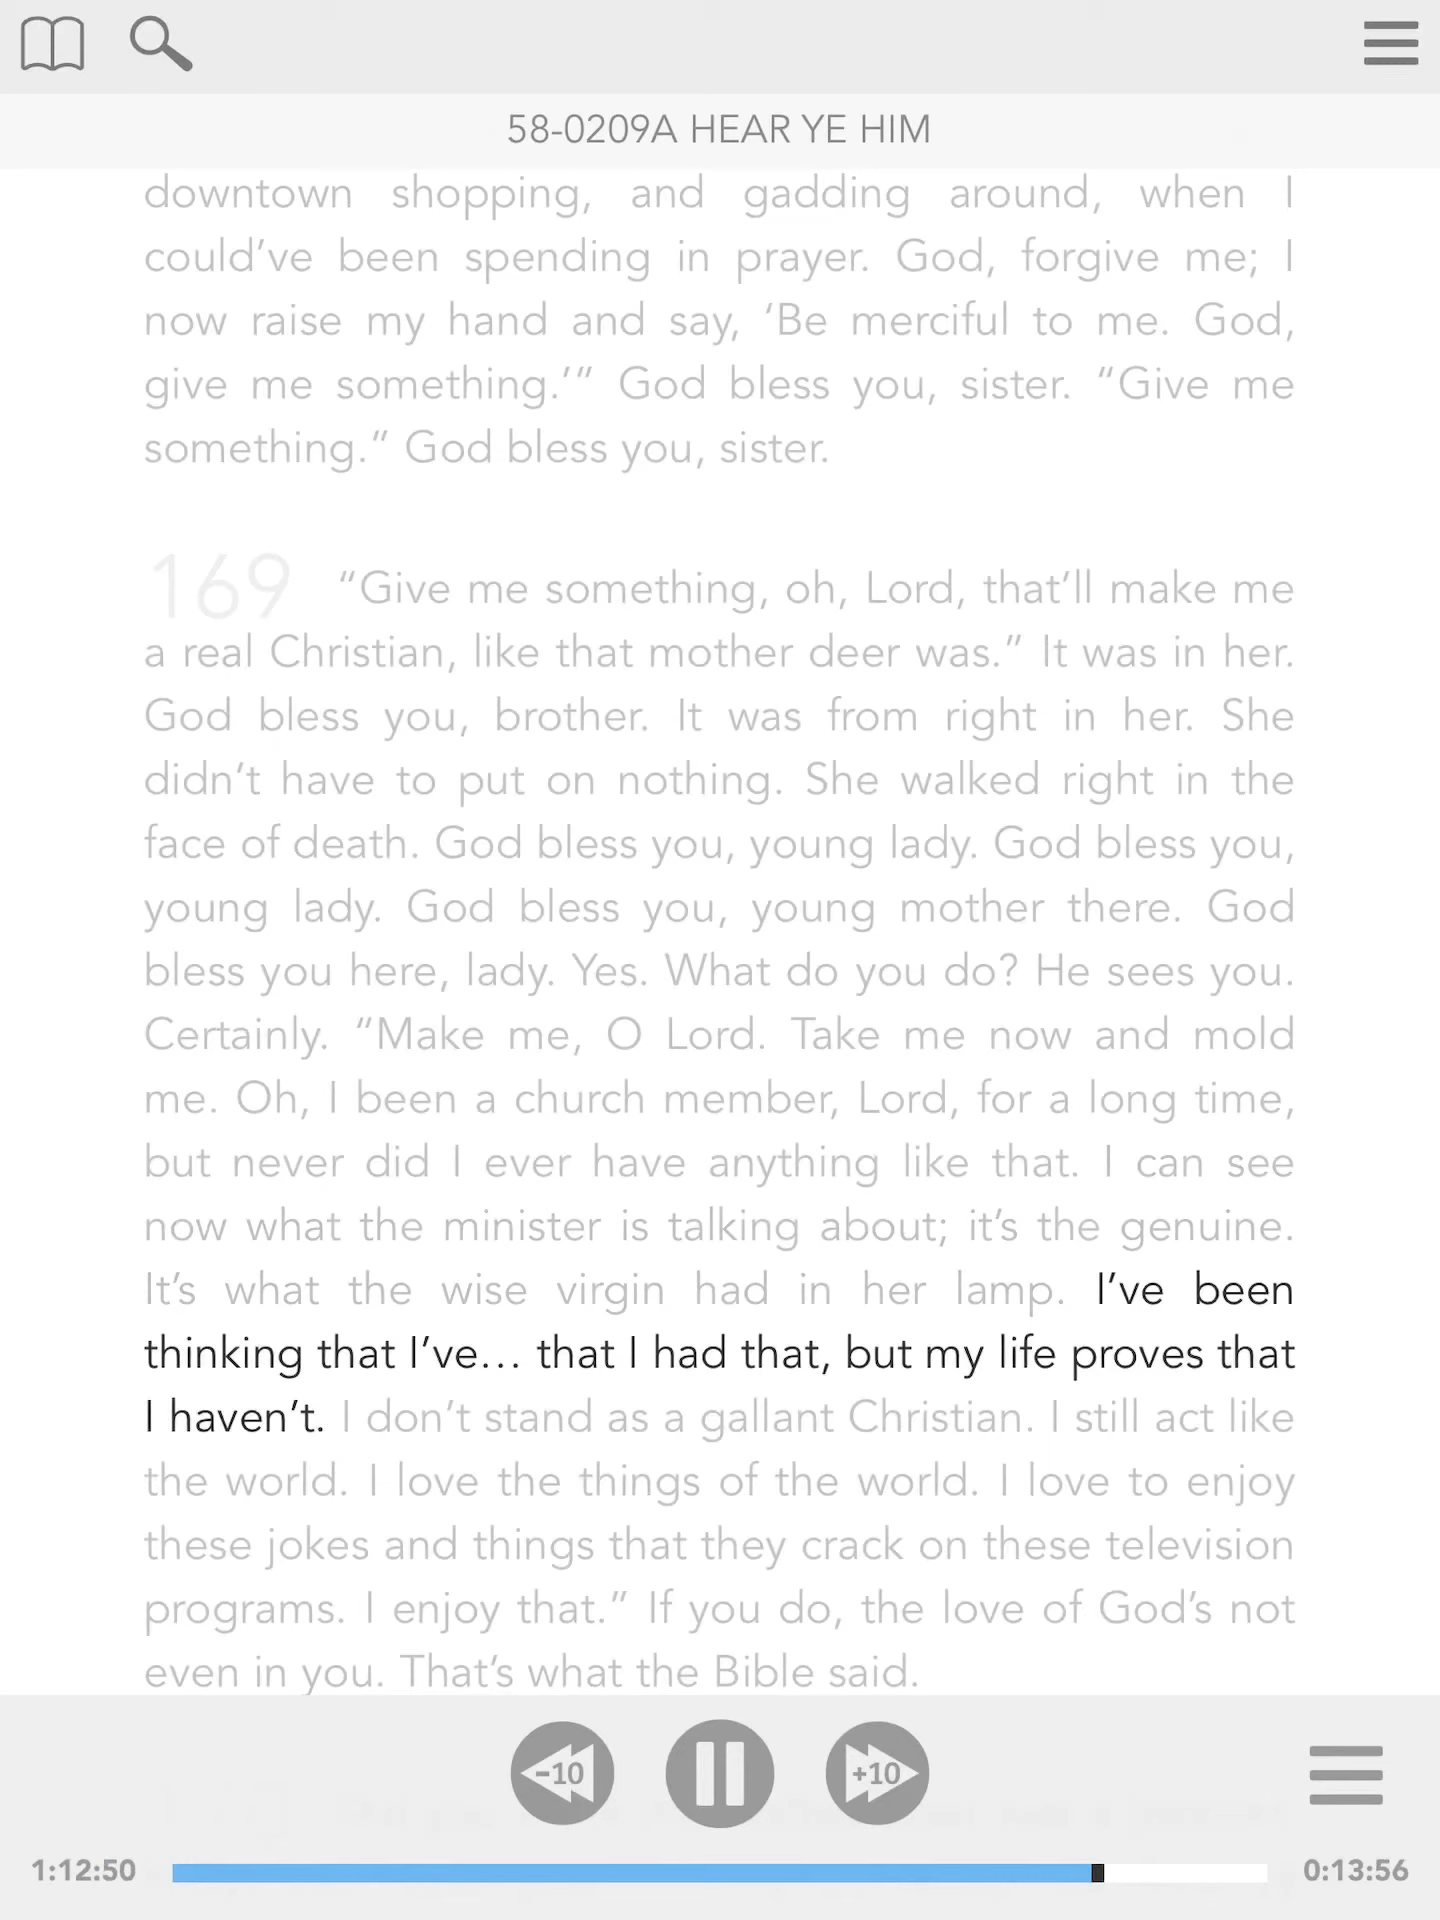 58-0209A HEAR YE HIM
downtown shopping, and gadding around, when I
could’ve been spending in prayer. God, forgive me; I
now raise my hand and say, ‘Be merciful to me. God,
give me something.’” God bless you, sister. “Give me
something.” God bless you, sister.
169 “Give me something, oh, Lord, that’ll make me
a real Christian, like that mother deer was.” It was in her.
God bless you, brother. It was from right in her. She
didn’t have to put on nothing. She walked right in the
face of death. God bless you, young lady. God bless you,
young lady. God bless you, young mother there. God
bless you here, lady. Yes. What do you do? He sees you.
Certainly. “Make me, O Lord. Take me now and mold
me. Oh, I been a church member, Lord, for a long time,
but never did I ever have anything like that. I can see
now what the minister is talking about; it’s the genuine.
It’s what the wise virgin had in her lamp. I’ve been
thinking that I’ve… that I had that, but my life proves that
I haven’t. I don’t stand as a gallant Christian. I still act like
the world. I love the things of the world. I love to enjoy
these jokes and things that they crack on these television
programs. I enjoy that.” If you do, the love of God’s not
even in you. That’s what the Bible said.
-10 +10
1:12:50 0:13:56